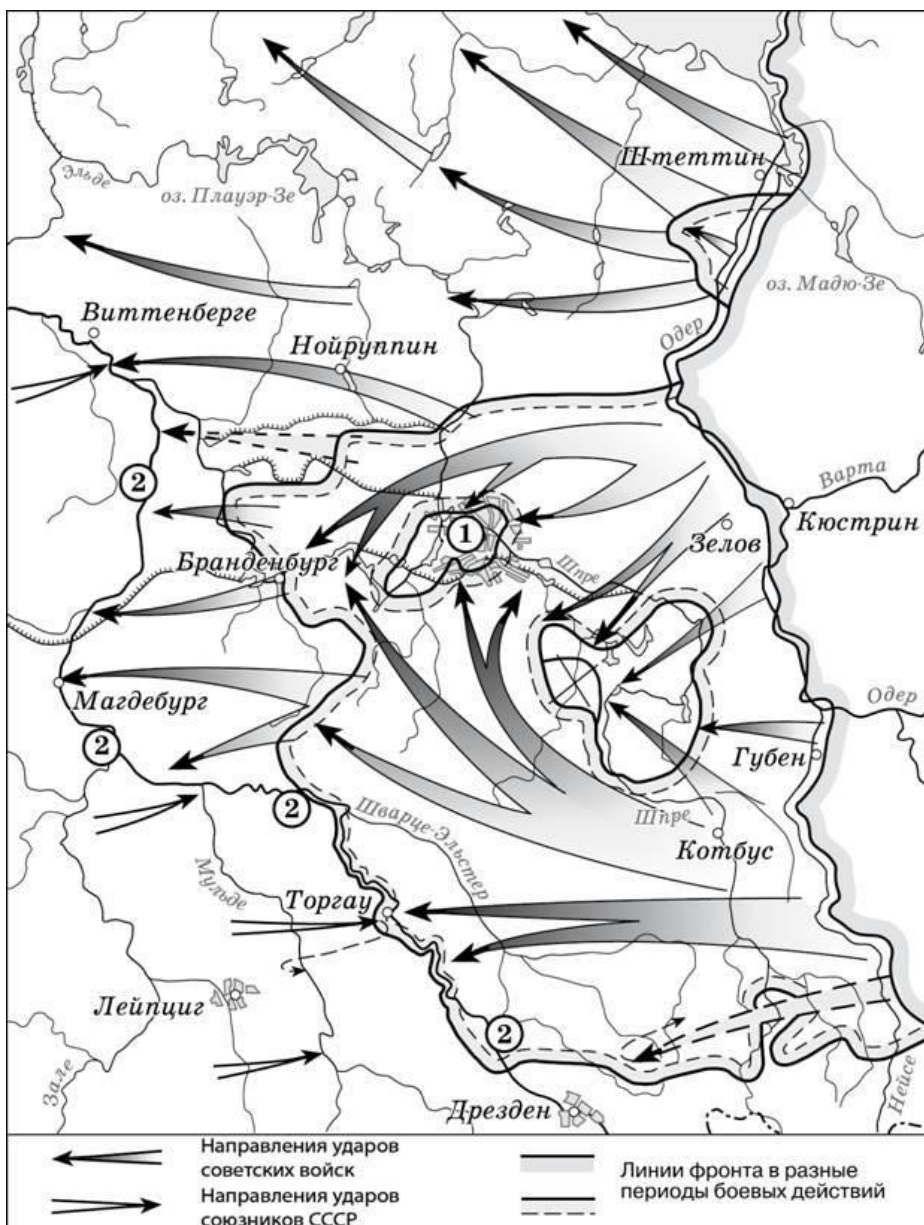 Штеттин
Эльде
оз. Плауэр-Зе
оз. Мадю-Зе
Виттенберге
Одер
Нойруппин
2
Варта
Кюстрин
1
Зелов
Бранденбург
Шпре
Магдебург
Одер
2
Губен
2
Шварце-Эльстер
Шпре
Котбус
Мульде
Торгау
Лейпциг
2
Зале
Нейсе
Дрезден
Направления ударов
советских войск
Направления ударов
союзников СССР
Линии фронта в разные
периоды боевых действий